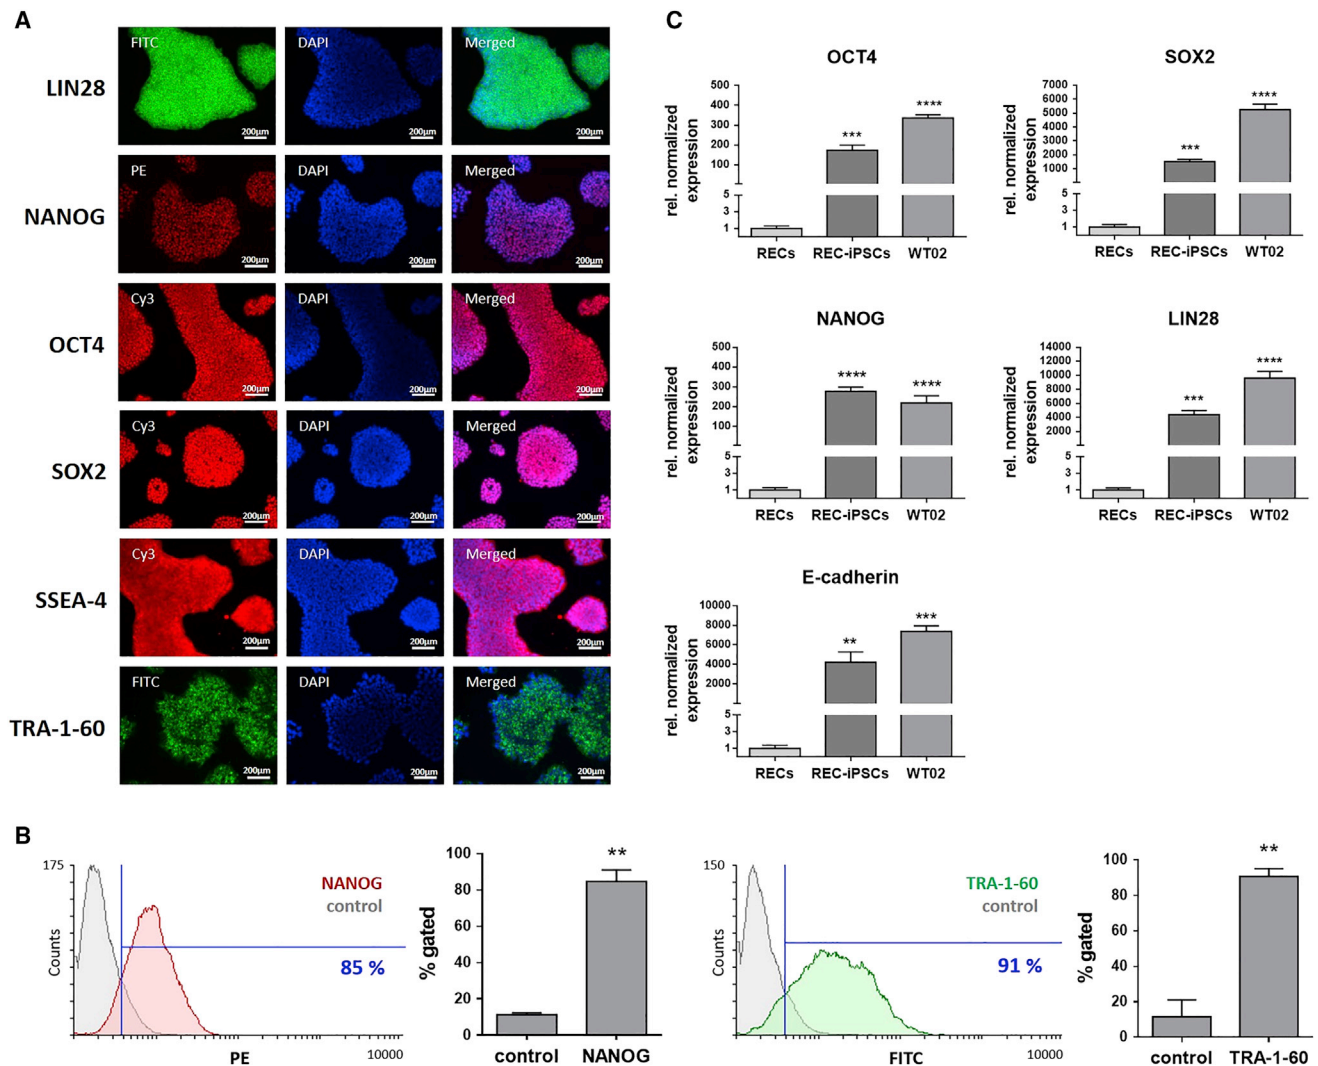 A
LIN28
FITC
DAPI
Merged
200µm
200µm
200µm
NANOG
PE
DAPI
Merged
200µm
200µm
200µm
OCT4
Cy3
DAPI
Merged
200µm
200µm
200µm
SOX2
Cy3
DAPI
Merged
200µm
200µm
200µm
SSEA-4
Cy3
DAPI
Merged
200µm
200µm
200µm
TRA-1-60
FITC
DAPI
Merged
200µm
200µm
200µm
C
OCT4
rel. normalized
expression
500
400
300
200
100
5
3
1
***
****
RECs REC-iPSCs WT02
SOX2
rel. normalized
expression
7000
6000
5000
4000
3000
2000
1000
5
3
1
***
****
RECs REC-iPSCs WT02
NANOG
rel. normalized
expression
500
400
300
200
100
5
3
1
****
****
RECs REC-iPSCs WT02
LIN28
rel. normalized
expression
14000
12000
10000
8000
6000
4000
2000
5
3
1
***
****
RECs REC-iPSCs WT02
E-cadherin
rel. normalized
expression
10000
8000
6000
4000
2000
5
3
1
**
***
RECs REC-iPSCs WT02
B
175
Counts
NANOG
control
85 %
PE
10000
% gated
100
80
60
40
20
0
**
control NANOG
150
Counts
TRA-1-60
control
91 %
FITC
10000
% gated
100
80
60
40
20
0
**
control TRA-1-60